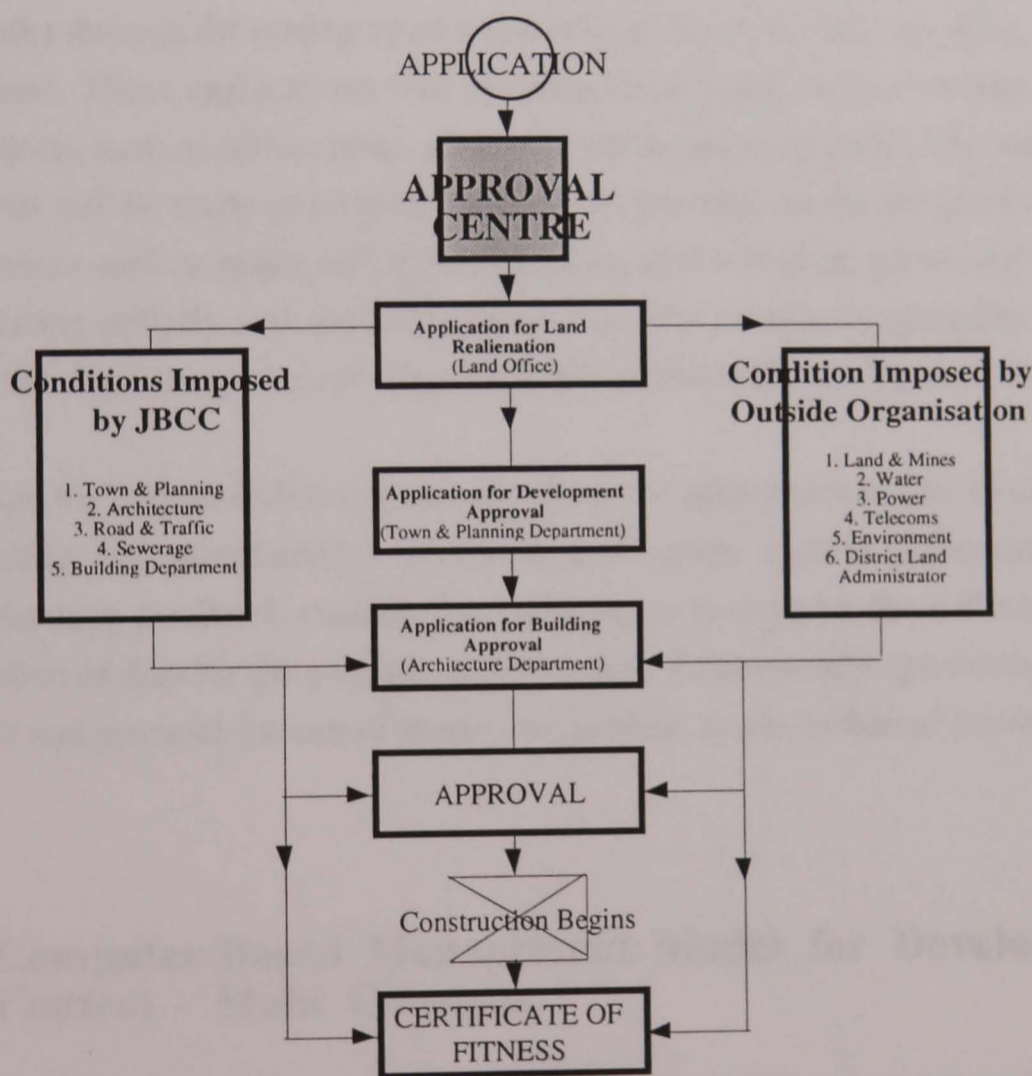 APPLICATION
APPROVAL
CENTRE
Application for Land
Realienation
(Land Office)
Conditions Imposed
by JBCC
1. Town & Planning
2. Architecture
3. Road & Traffic
4. Sewerage
5. Building Department
Condition Imposed by
Outside Organisation
1. Land & Mines
2. Water
3. Power
4. Telecoms
5. Environment
6. District Land
Administrator
Application for Development
Approval
(Town & Planning Department)
Application for Building
Approval
(Architecture Department)
APPROVAL
Construction Begins
CERTIFICATE OF
FITNESS